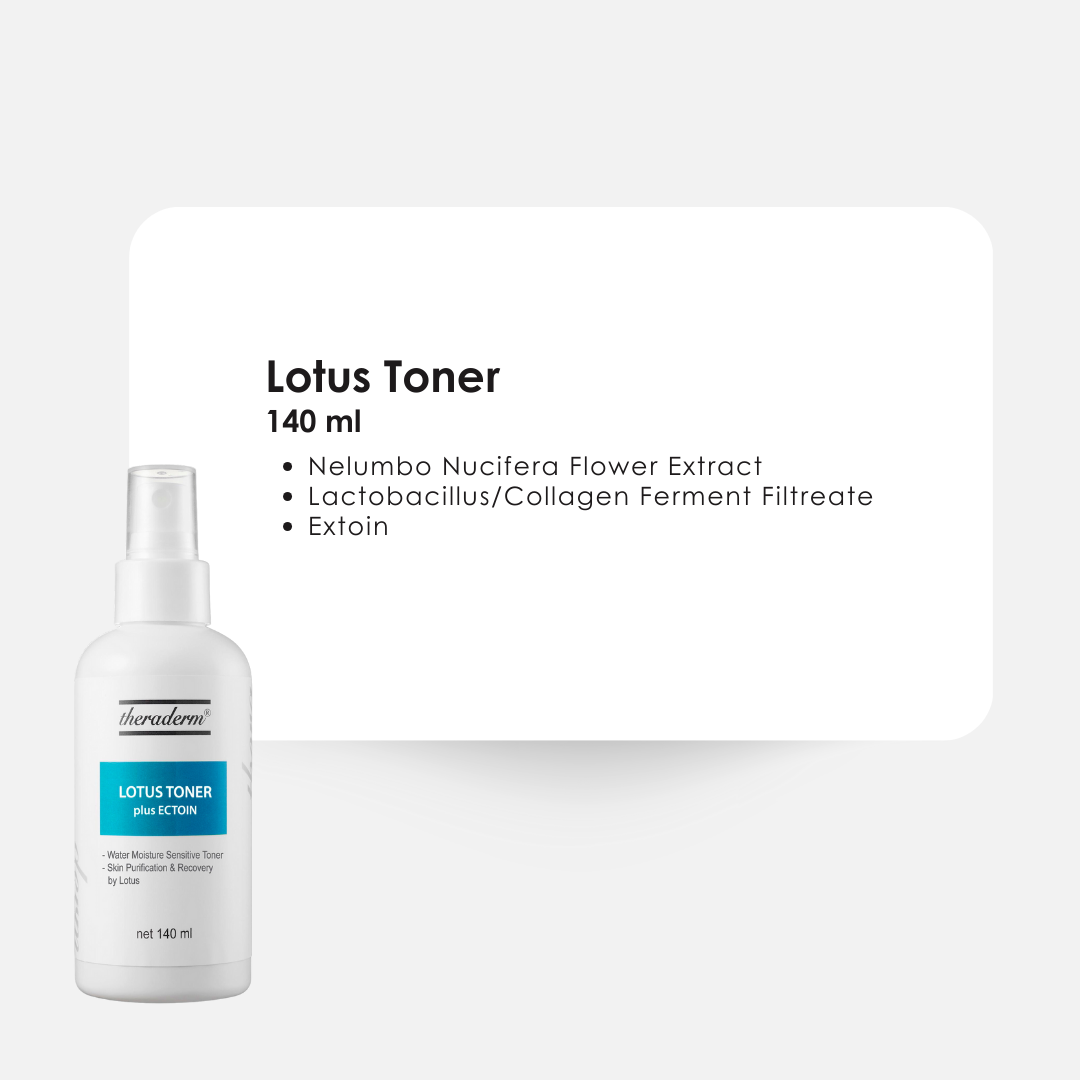 Lotus Toner
140 ml
• Nelumbo Nucifera Flower Extract
• Lactobacillus/Collagen Ferment Filtreate
• Extoin
theraderm®
LOTUS TONER
plus ECTOIN
- Water Moisture Sensitive Toner
- Skin Purification & Recovery
by Lotus
net 140 ml